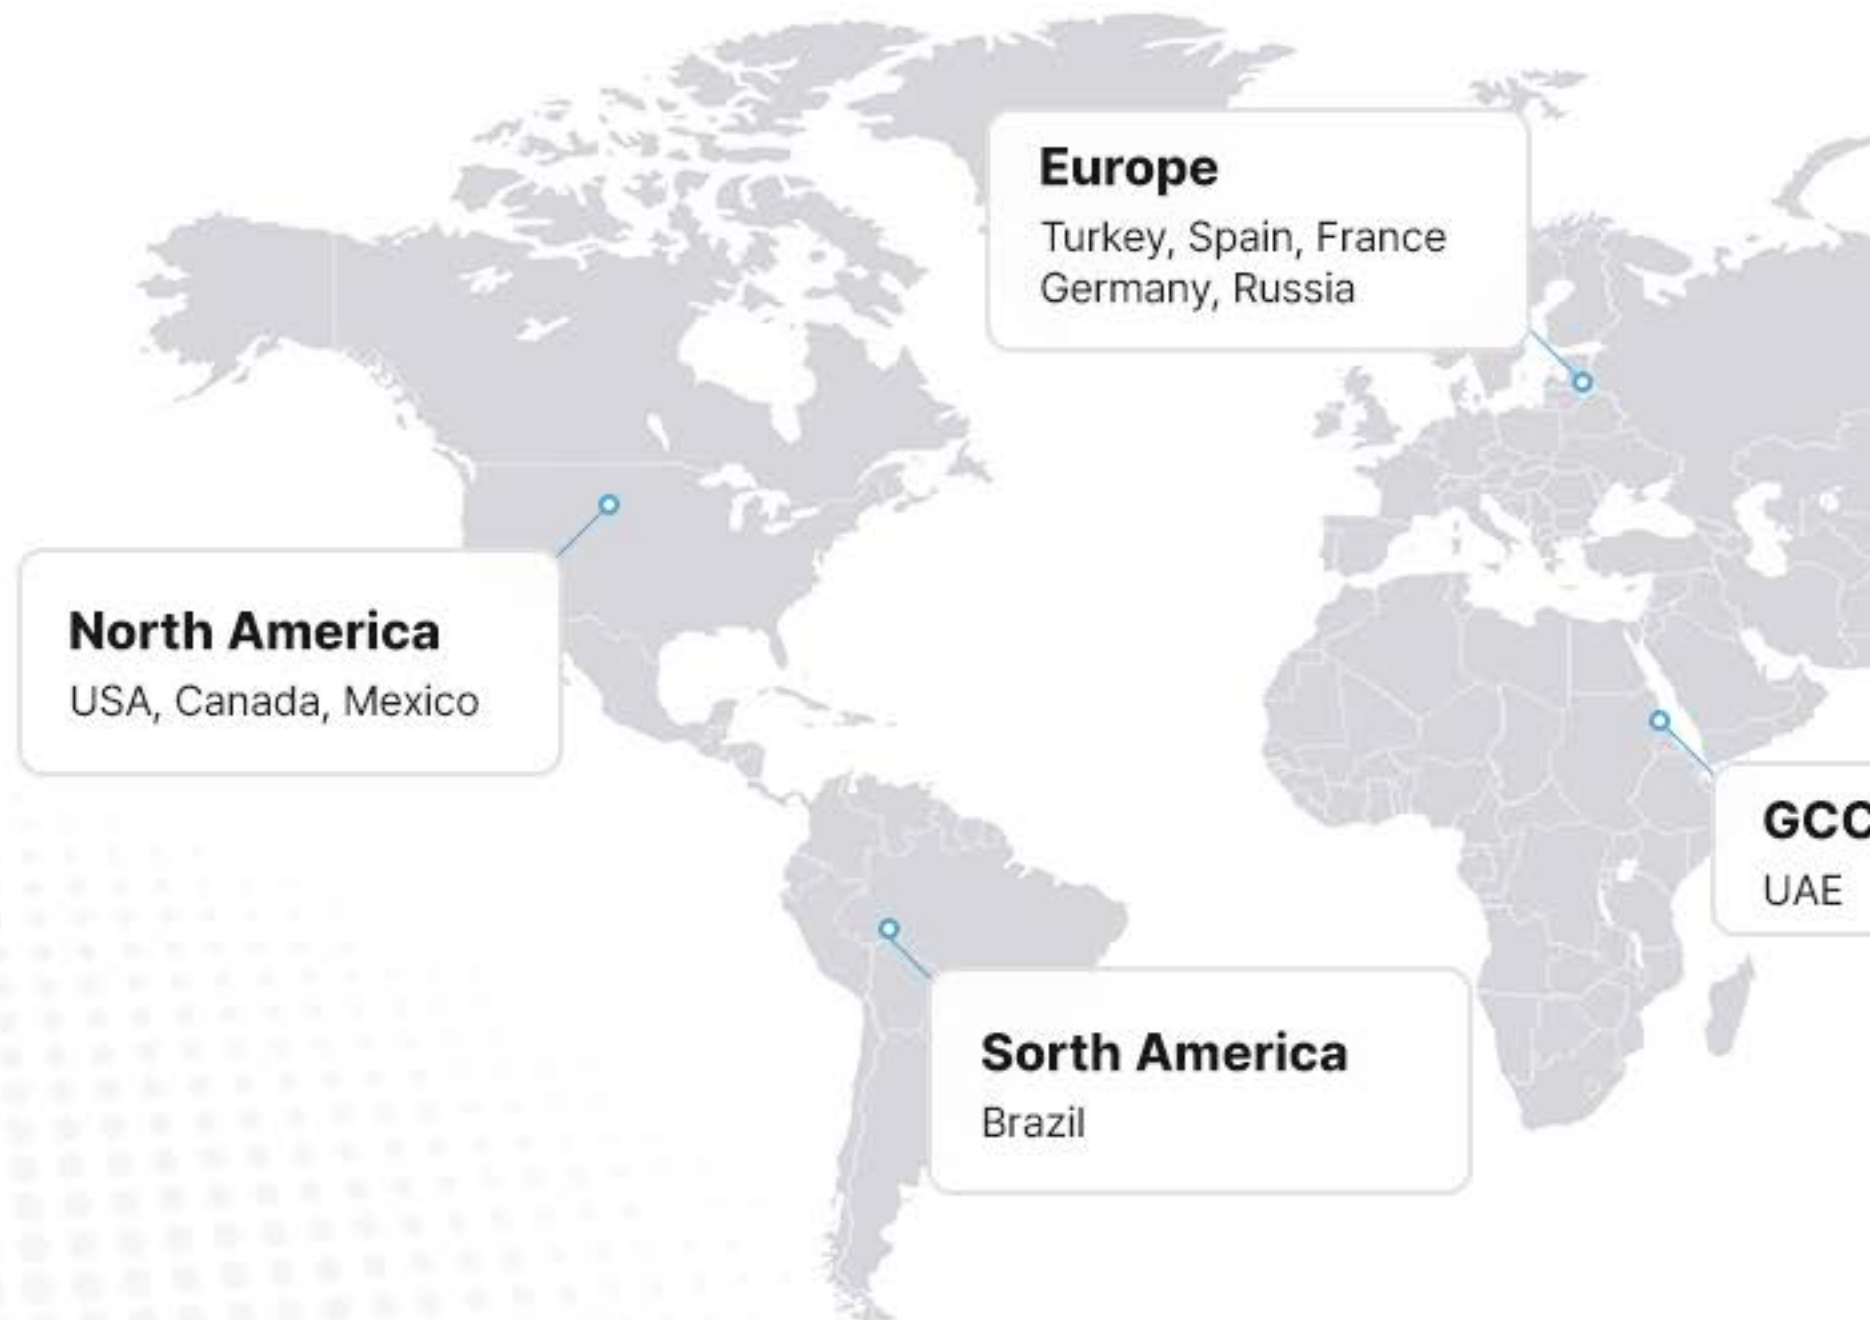 Europe
Turkey, Spain, France
Germany, Russia
North America
USA, Canada, Mexico
GCC
UAE
Sorth America
Brazil